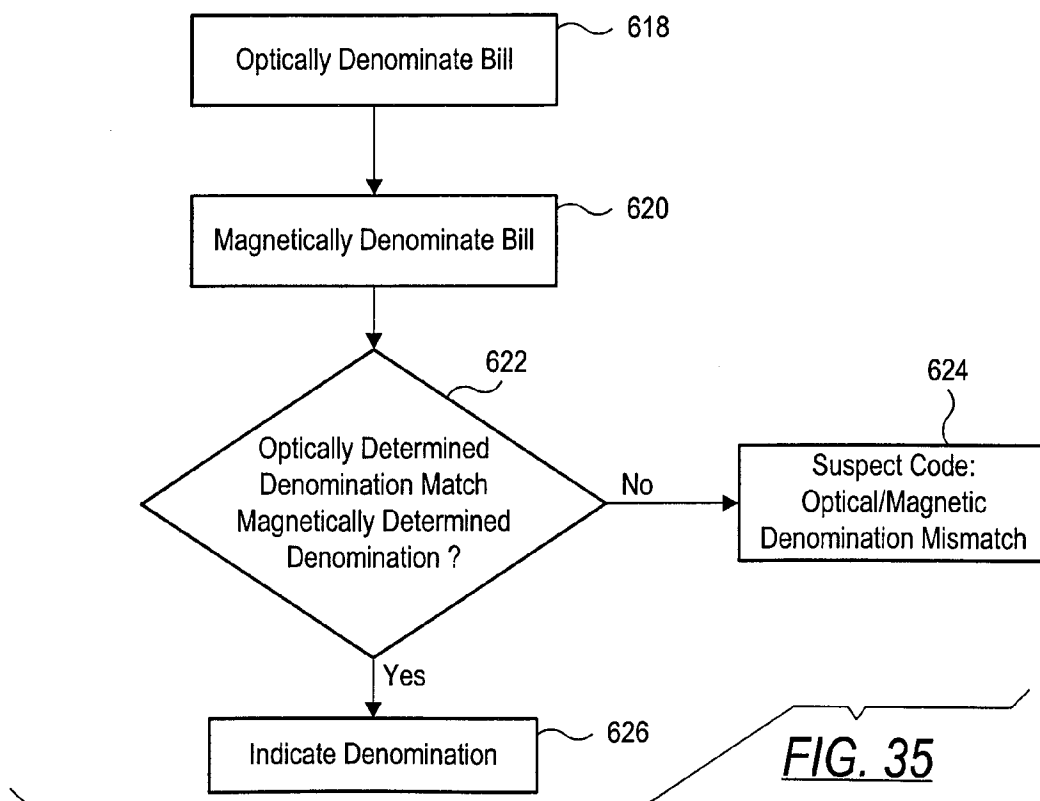 Optically Denominate Bill
618
Magnetically Denominate Bill
620
622
Optically Determined
Denomination Match
Magnetically Determined
Denomination ?
No
624
Suspect Code:
Optical/Magnetic
Denomination Mismatch
Yes
Indicate Denomination
626
FIG. 35